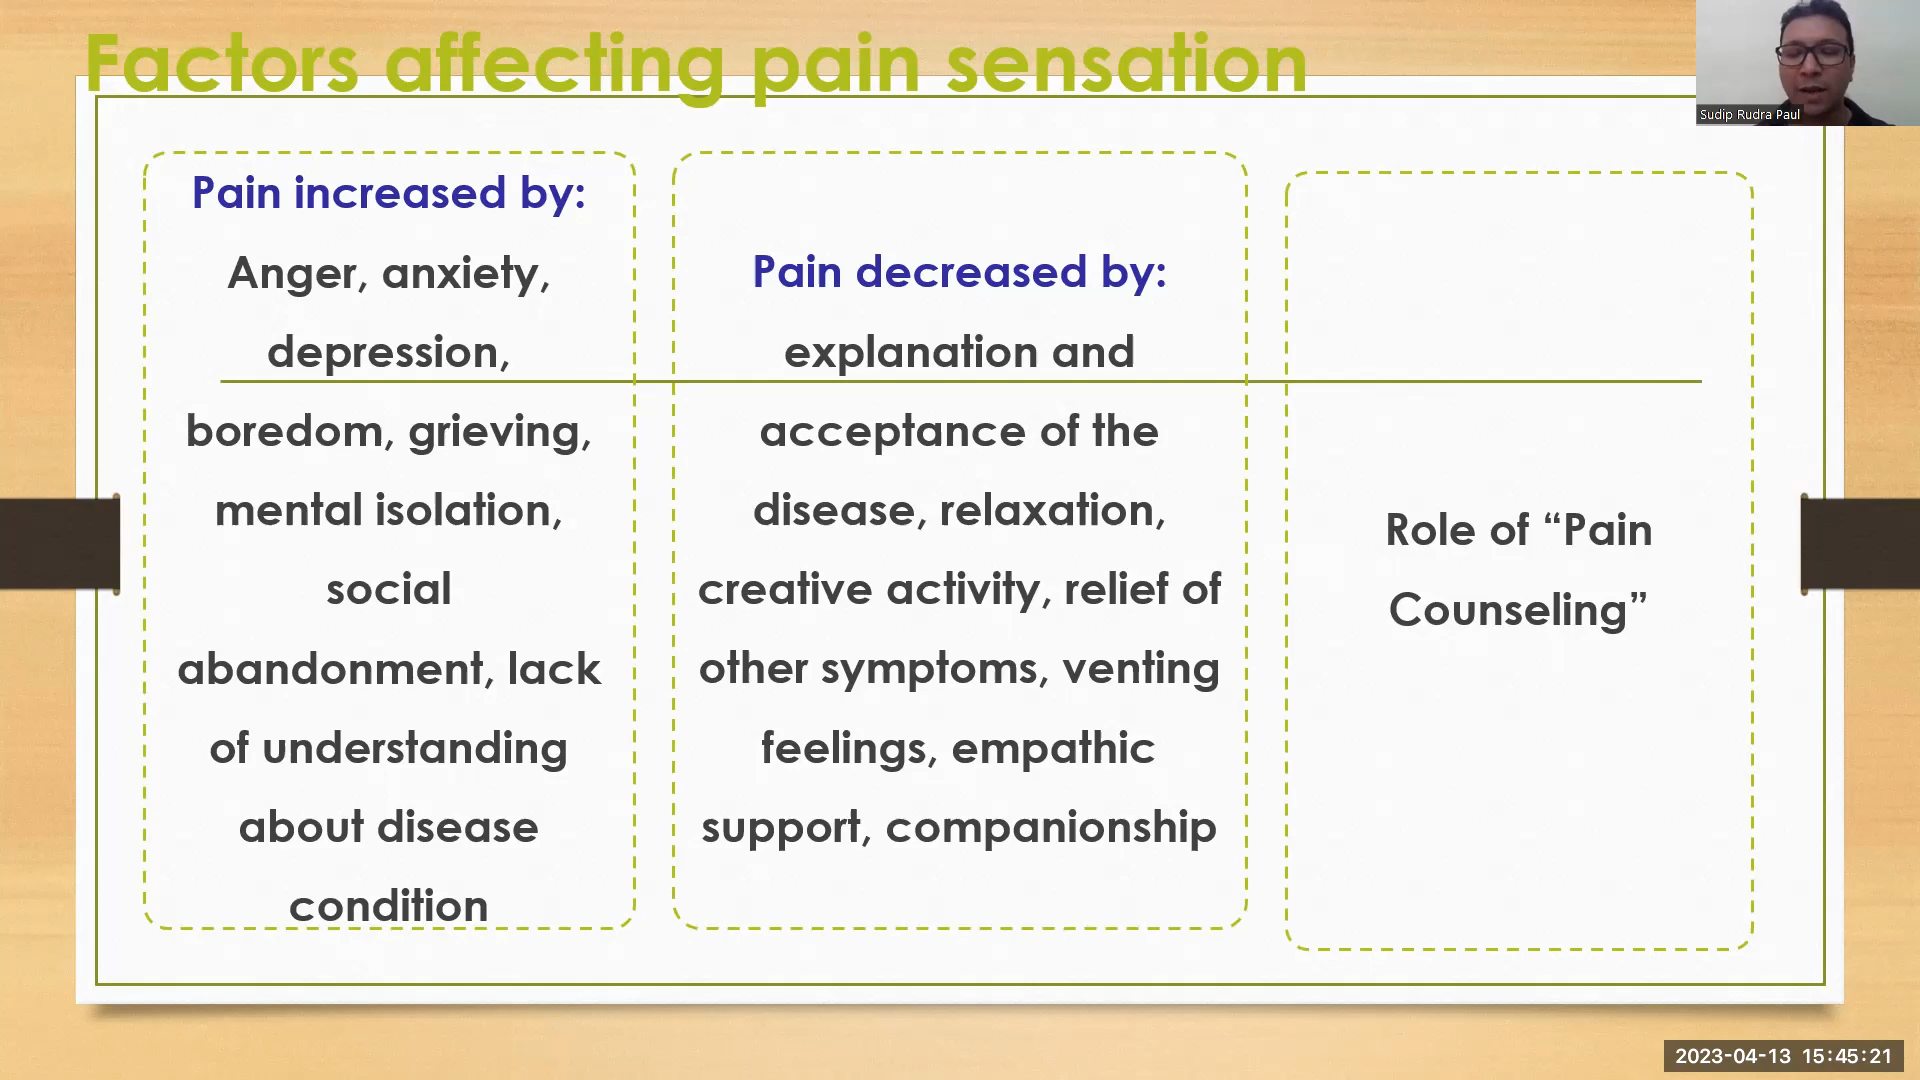 Factors affecting pain sensation
Sudip Rudra Paul
Pain increased by:
Anger, anxiety,
depression,
boredom, grieving,
mental isolation,
social
abandonment, lack
of understanding
about disease
condition
Pain decreased by:
explanation and
acceptance of the
disease, relaxation,
creative activity, relief of
other symptoms, venting
feelings, empathic
support, companionship
Role of “Pain
Counseling”
2023-04-13 15:45:21